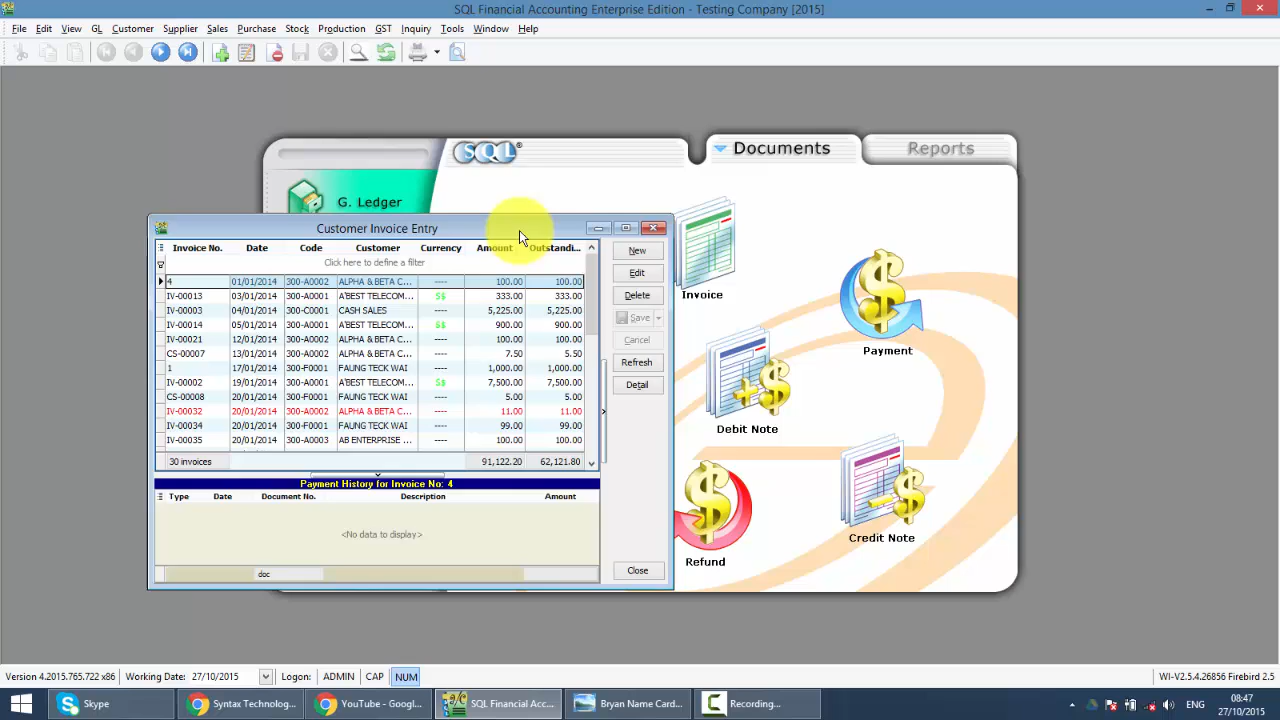 SQL Financial Accounting Enterprise Edition - Testing Company [2015]
File Edit View GL Customer Supplier Sales Purchase Stock Production GST Inquiry Tools Window Help
SQL®
Documents
Reports
G. Ledger
Customer Invoice Entry
Invoice No. Date Code Customer Currency Amount Outstandi...
Click here to define a filter
4 01/01/2014 300-A0002 ALPHA & BETA C... ---- 100.00 100.00
IV-00013 03/01/2014 300-A0001 A'BEST TELECOM... S$ 333.00 333.00
IV-00003 04/01/2014 300-C0001 CASH SALES ---- 5,225.00 5,225.00
IV-00014 05/01/2014 300-A0001 A'BEST TELECOM... S$ 900.00 900.00
IV-00021 12/01/2014 300-A0002 ALPHA & BETA C... ---- 100.00 100.00
CS-00007 13/01/2014 300-A0002 ALPHA & BETA C... ---- 7.50 5.50
1 17/01/2014 300-F0001 FAUNG TECK WAI ---- 1,000.00 1,000.00
IV-00002 19/01/2014 300-A0001 A'BEST TELECOM... S$ 7,500.00 7,500.00
CS-00008 20/01/2014 300-F0001 FAUNG TECK WAI ---- 5.00 5.00
IV-00032 20/01/2014 300-A0002 ALPHA & BETA C... ---- 11.00 11.00
IV-00034 20/01/2014 300-F0001 FAUNG TECK WAI ---- 99.00 99.00
IV-00035 20/01/2014 300-A0003 AB ENTERPRISE ... ---- 100.00 100.00
30 invoices 91,122.20 62,121.80
Payment History for Invoice No: 4
Type Date Document No. Description Amount
<No data to display>
doc
New
Edit
Delete
Save
Cancel
Refresh
Detail
Close
Invoice
Payment
Debit Note
Refund
Credit Note
Version 4.2015.765.722 x86 Working Date: 27/10/2015 Logon: ADMIN CAP NUM WI-V2.5.4.26856 Firebird 2.5
Skype Syntax Technolog... YouTube - Googl... SQL Financial Acc... Bryan Name Card... Recording... ENG 08:47
27/10/2015